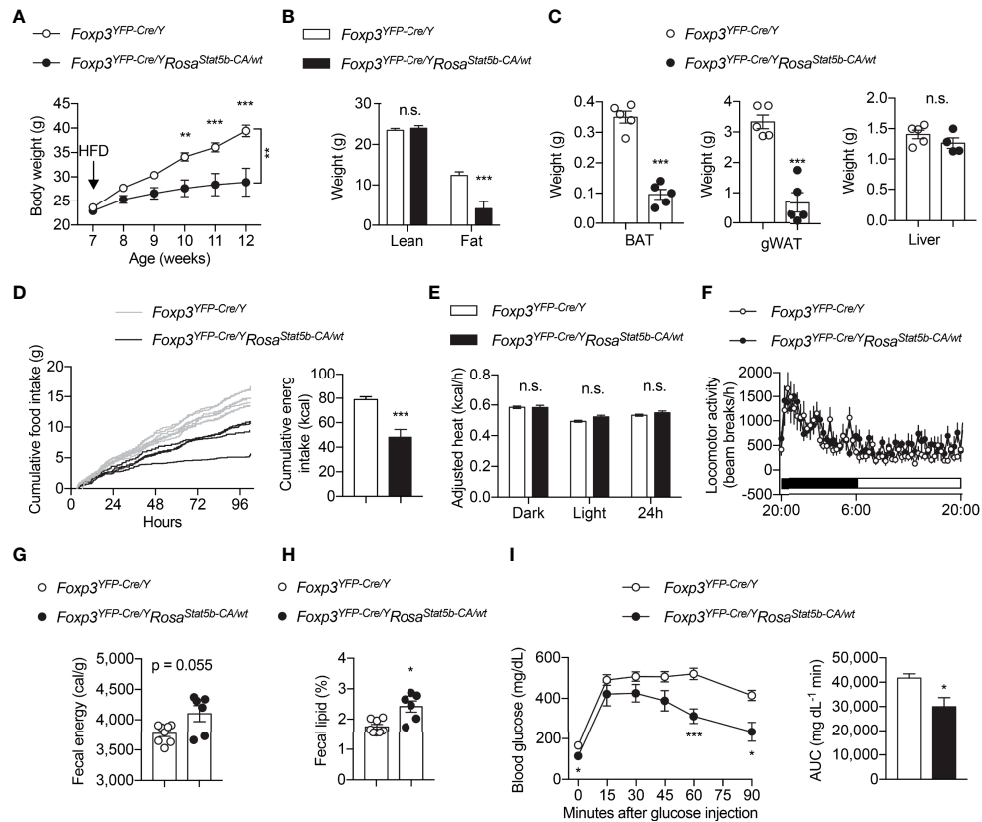 A
Foxp3YFP-Cre/Y
Foxp3YFP-Cre/YRosaStat5b-CA/wt
Body weight (g)
45
40
35
30
25
20
HFD
**
***
***
**
7 8 9 10 11 12
Age (weeks)
B
Foxp3YFP-Cre/Y
Foxp3YFP-Cre/YRosaStat5b-CA/wt
Weight (g)
30
20
10
0
n.s.
***
Lean Fat
C
Foxp3YFP-Cre/Y
Foxp3YFP-Cre/YRosaStat5b-CA/wt
Weight (g)
0.4
0.3
0.2
0.1
0.0
***
BAT
Weight (g)
4
3
2
1
0
***
gWAT
Weight (g)
2.0
1.5
1.0
0.5
0.0
n.s.
Liver
D
Foxp3YFP-Cre/Y
Foxp3YFP-Cre/YRosaStat5b-CA/wt
Cumulative food intake (g)
20
15
10
5
0
0 24 48 72 96
Hours
Cumulative energ
intake (kcal)
100
80
60
40
20
0
***
E
Foxp3YFP-Cre/Y
Foxp3YFP-Cre/YRosaStat5b-CA/wt
Adjusted heat (kcal/h)
0.8
0.6
0.4
0.2
0.0
n.s. n.s. n.s.
Dark Light 24h
F
Foxp3YFP-Cre/Y
Foxp3YFP-Cre/YRosaStat5b-CA/wt
Locomotor activity
(beam breaks/h)
2000
1500
1000
500
0
-500
20:00 6:00 20:00
G
Foxp3YFP-Cre/Y
Foxp3YFP-Cre/YRosaStat5b-CA/wt
Fecal energy (cal/g)
5,000
4,500
4,000
3,500
3,000
p = 0.055
H
Foxp3YFP-Cre/Y
Foxp3YFP-Cre/YRosaStat5b-CA/wt
Fecal lipid (%)
4
3
2
1
0
*
I
Foxp3YFP-Cre/Y
Foxp3YFP-Cre/YRosaStat5b-CA/wt
Blood glucose (mg/dL)
600
400
200
0
*
***
*
0 15 30 45 60 75 90
Minutes after glucose injection
AUC (mg dL-1 min)
50,000
40,000
30,000
20,000
10,000
0
*